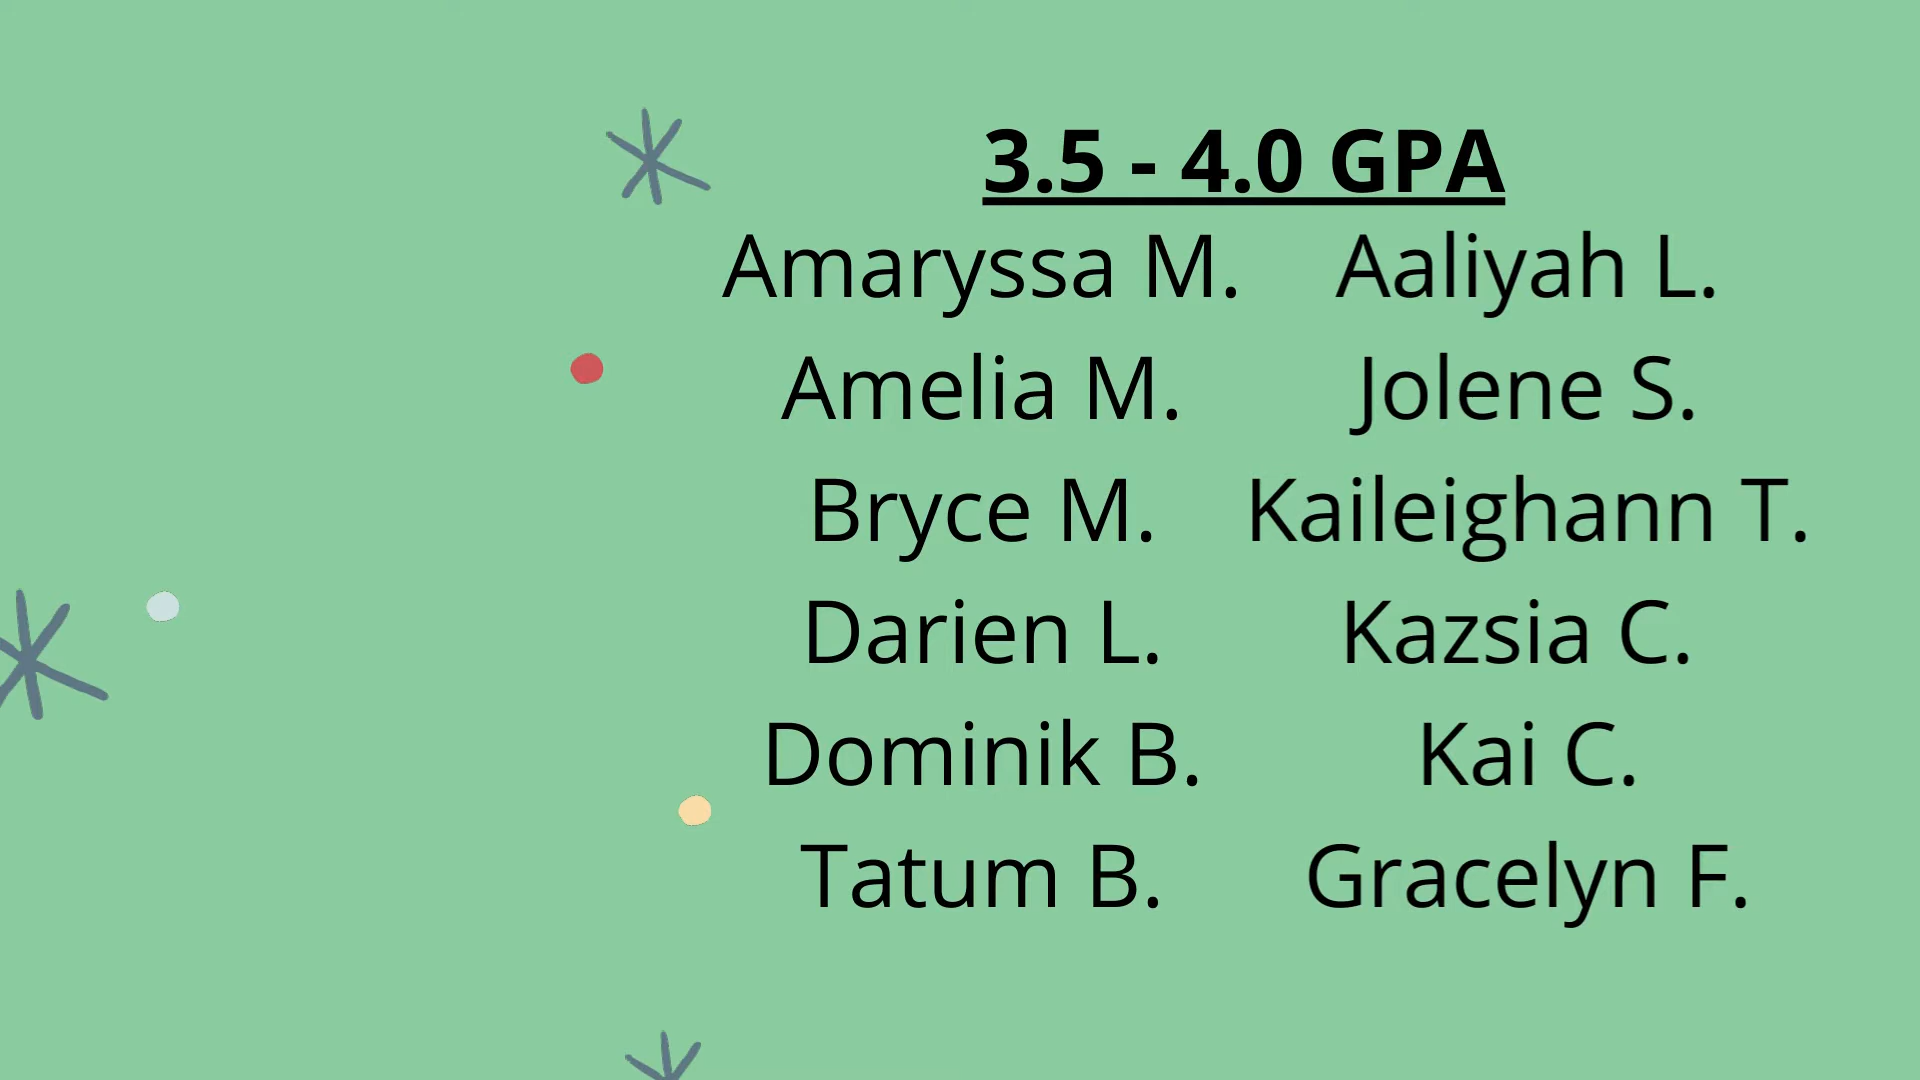 3.5 - 4.0 GPA
Amaryssa M.
Amelia M.
Bryce M.
Darien L.
Dominik B.
Tatum B.
Aaliyah L.
Jolene S.
Kaileighann T.
Kazsia C.
Kai C.
Gracelyn F.